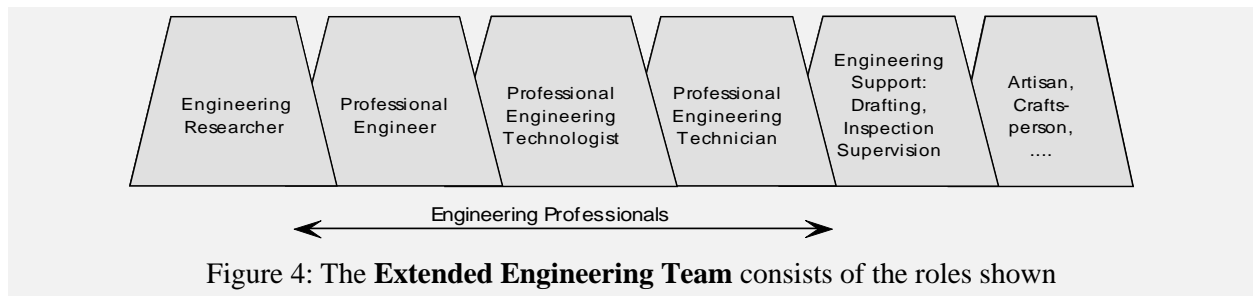 Engineering
Researcher
Professional
Engineer
Professional
Engineering
Technologist
Professional
Engineering
Technician
Engineering
Support:
Drafting,
Inspection
Supervision
Artisan,
Crafts-
person,
....
Engineering Professionals
Figure 4: The Extended Engineering Team consists of the roles shown